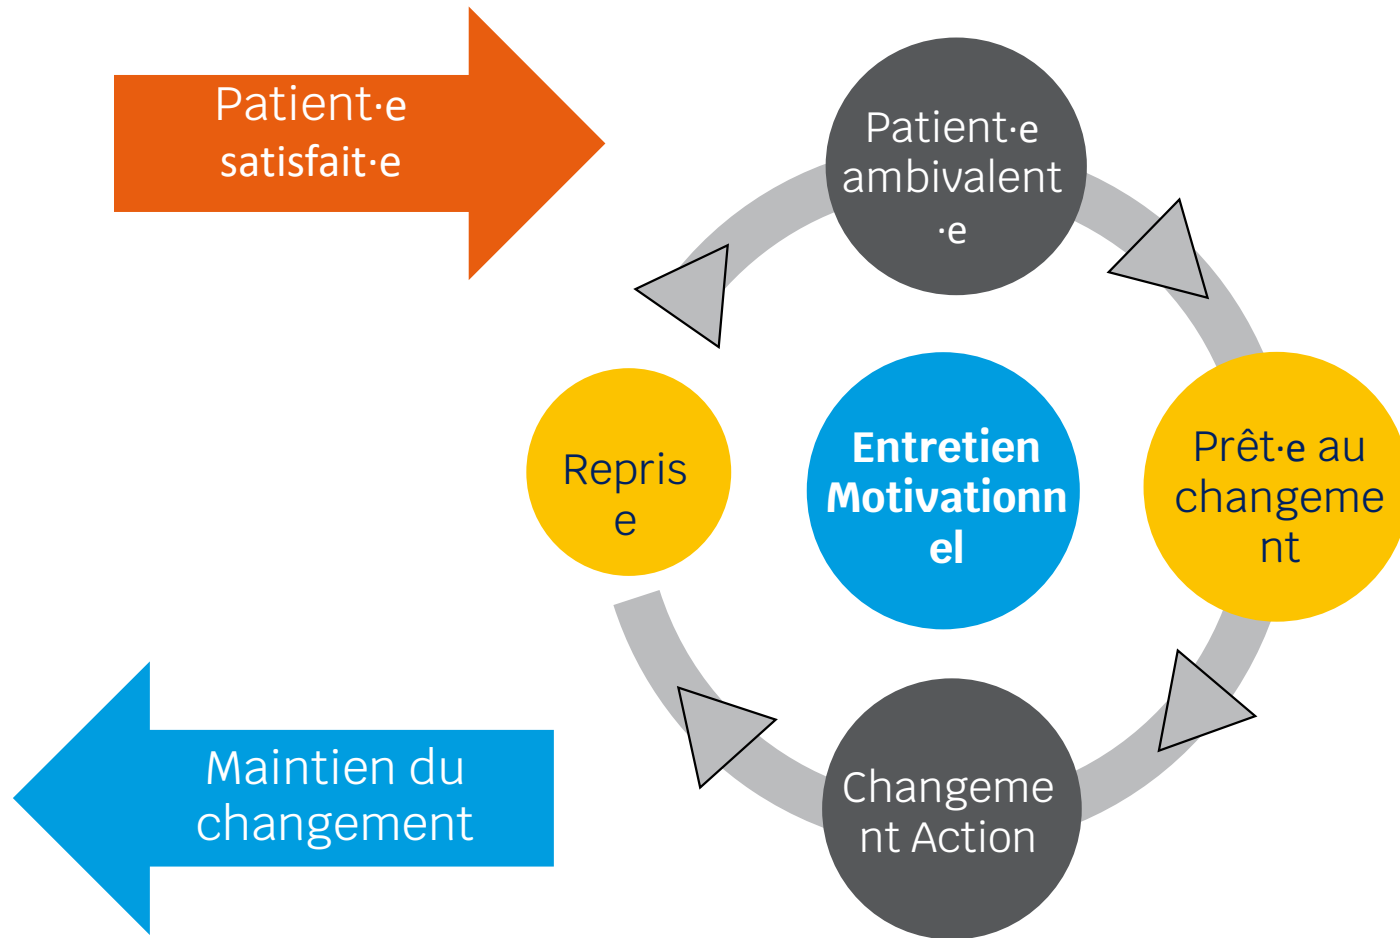 Patient·e
satisfait·e
Patient·e
ambivalent
·e
Repris
e
Entretien
Motivationn
el
Prêt·e au
changeme
nt
Maintien du
changement
Changeme
nt Action